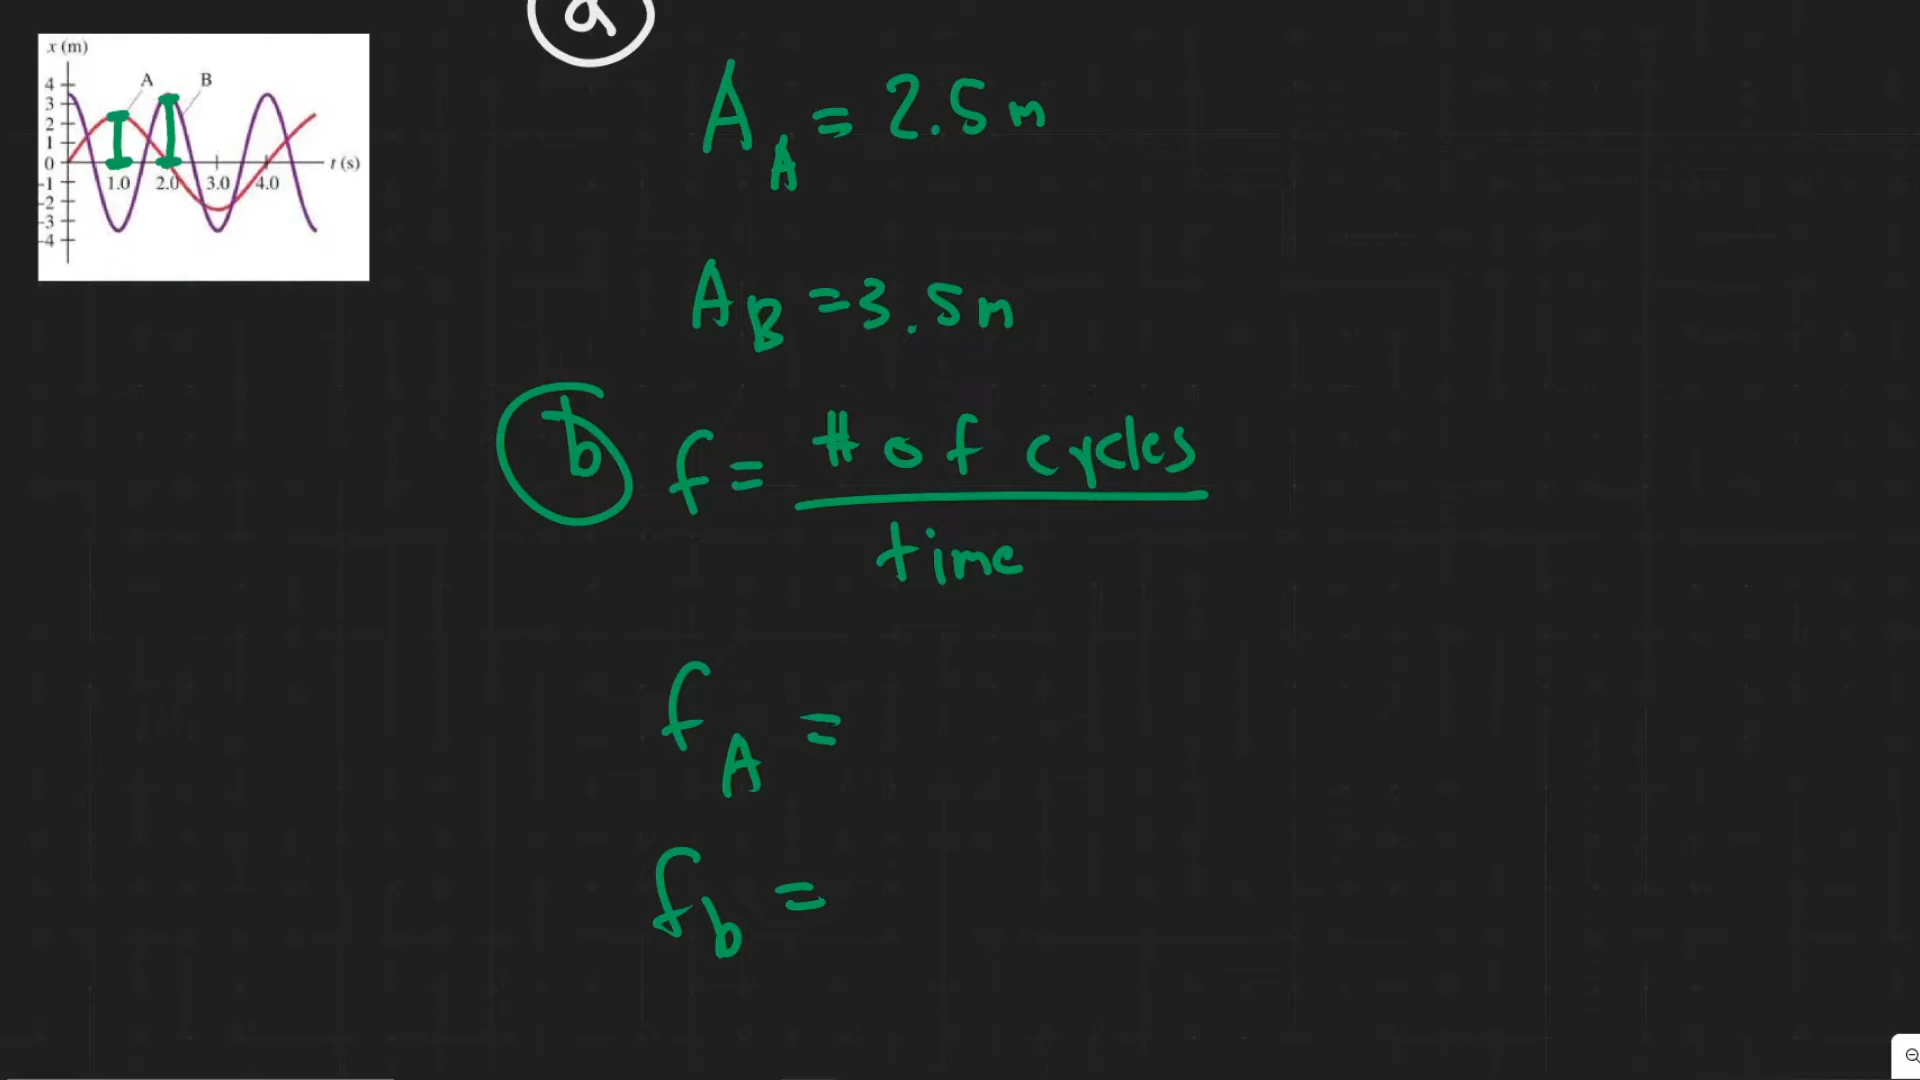 a
x (m)
A B
4
3
2
1
0
-1
-2
-3
-4
1.0 2.0 3.0 4.0
t (s)
A_A = 2.5 m
A_B = 3.5 m
b f = # of cycles / time
f_A =
f_b =